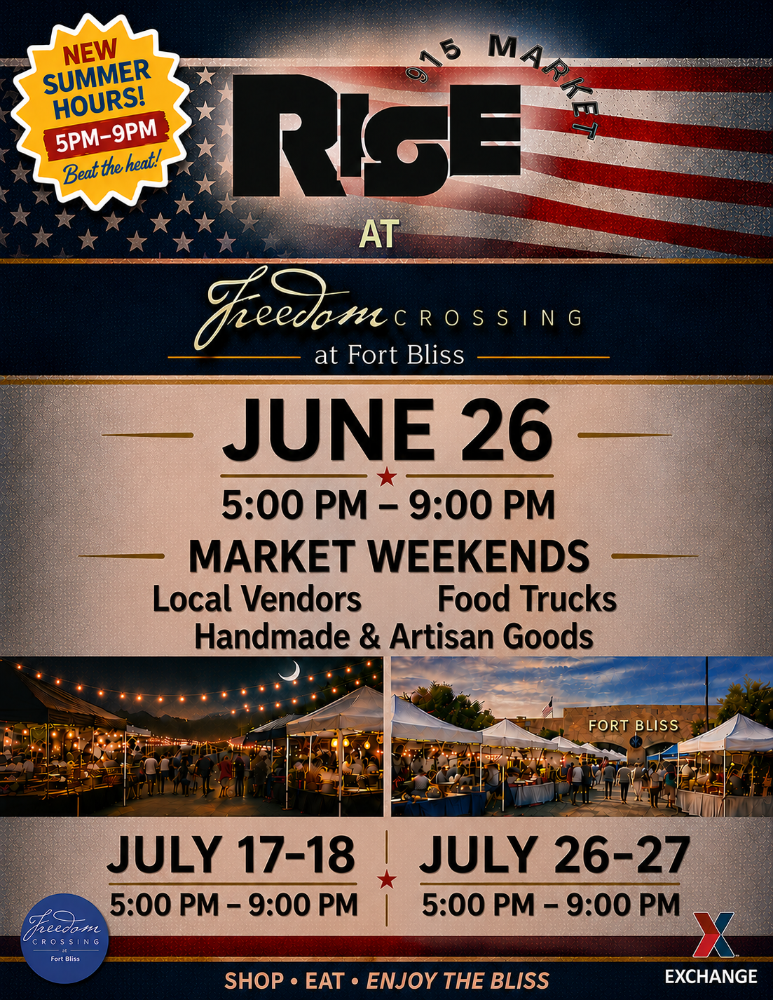 NEW
SUMMER
HOURS!
5PM–9PM
Beat the heat!
915 MARKET
RISE
AT
Freedom CROSSING
at Fort Bliss
JUNE 26
5:00 PM – 9:00 PM
MARKET WEEKENDS
Local Vendors Food Trucks
Handmade & Artisan Goods
FORT BLISS
JULY 17–18
5:00 PM – 9:00 PM
JULY 26–27
5:00 PM – 9:00 PM
Freedom
CROSSING
at
Fort Bliss
X
EXCHANGE
SHOP • EAT • ENJOY THE BLISS